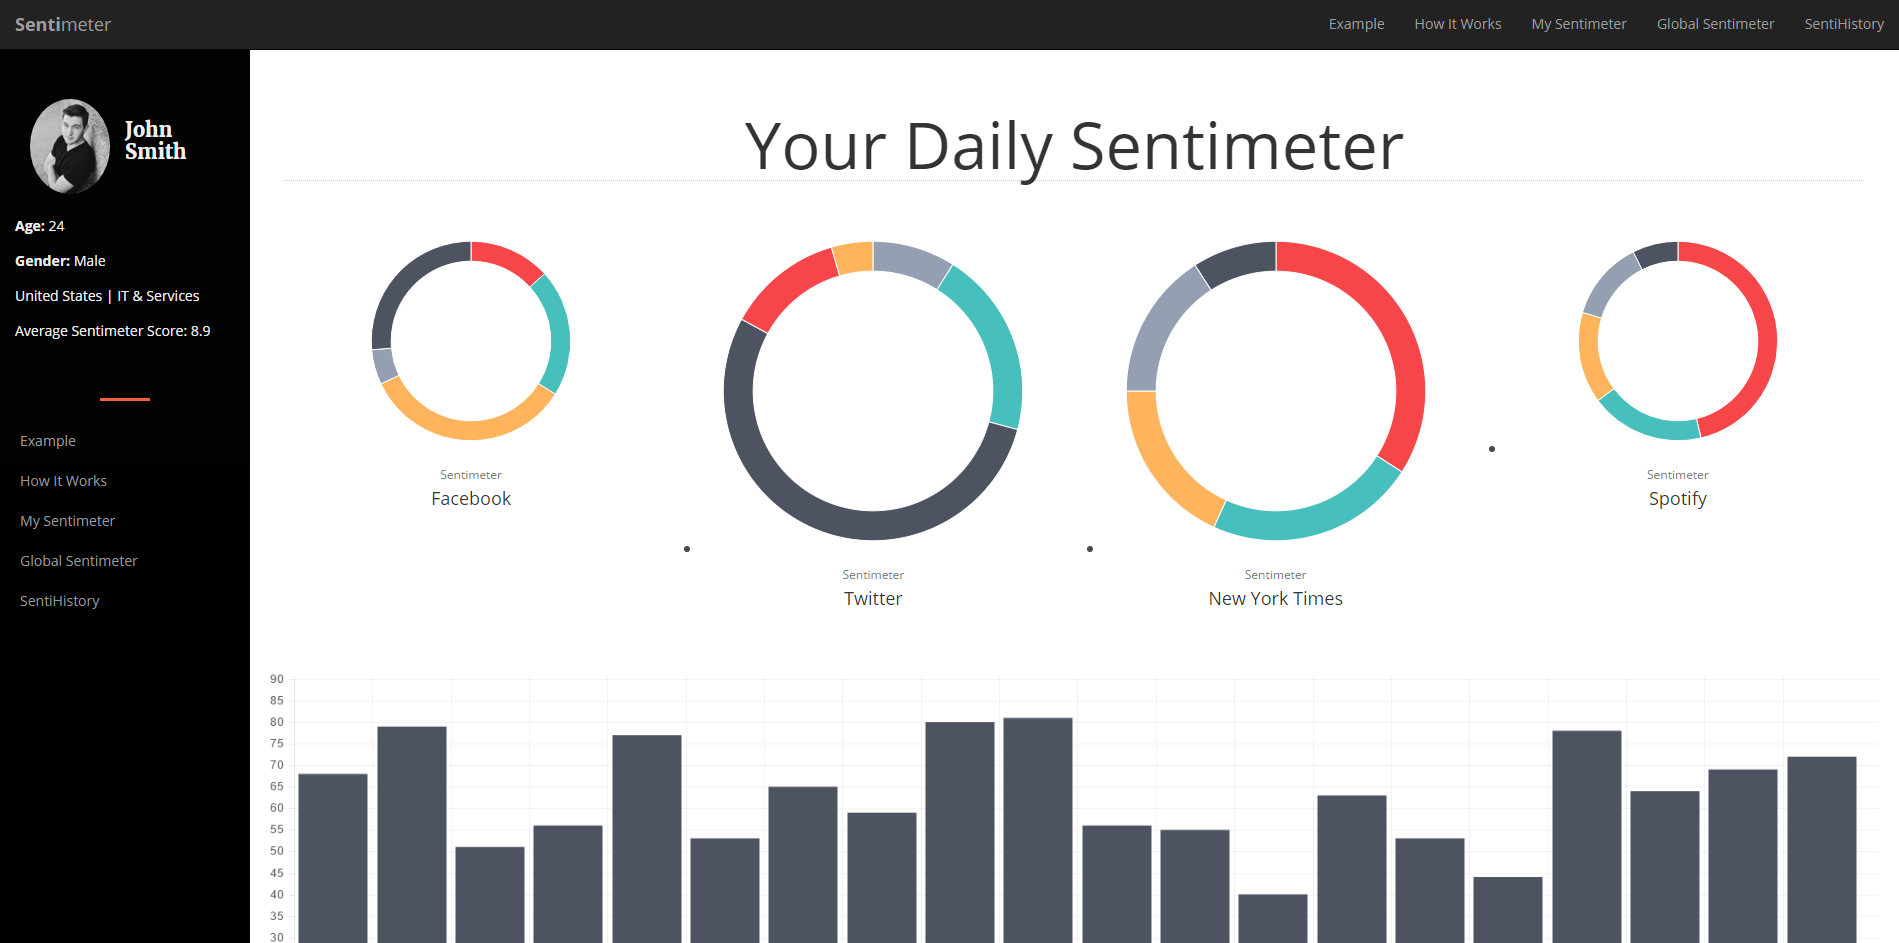 Sentimeter
Example How It Works My Sentimeter Global Sentimeter SentiHistory
John
Smith
Age: 24
Gender: Male
United States | IT & Services
Average Sentimeter Score: 8.9
Example
How It Works
My Sentimeter
Global Sentimeter
SentiHistory
Your Daily Sentimeter
Sentimeter
Facebook
Sentimeter
Twitter
Sentimeter
New York Times
Sentimeter
Spotify
90
85
80
75
70
65
60
55
50
45
40
35
30